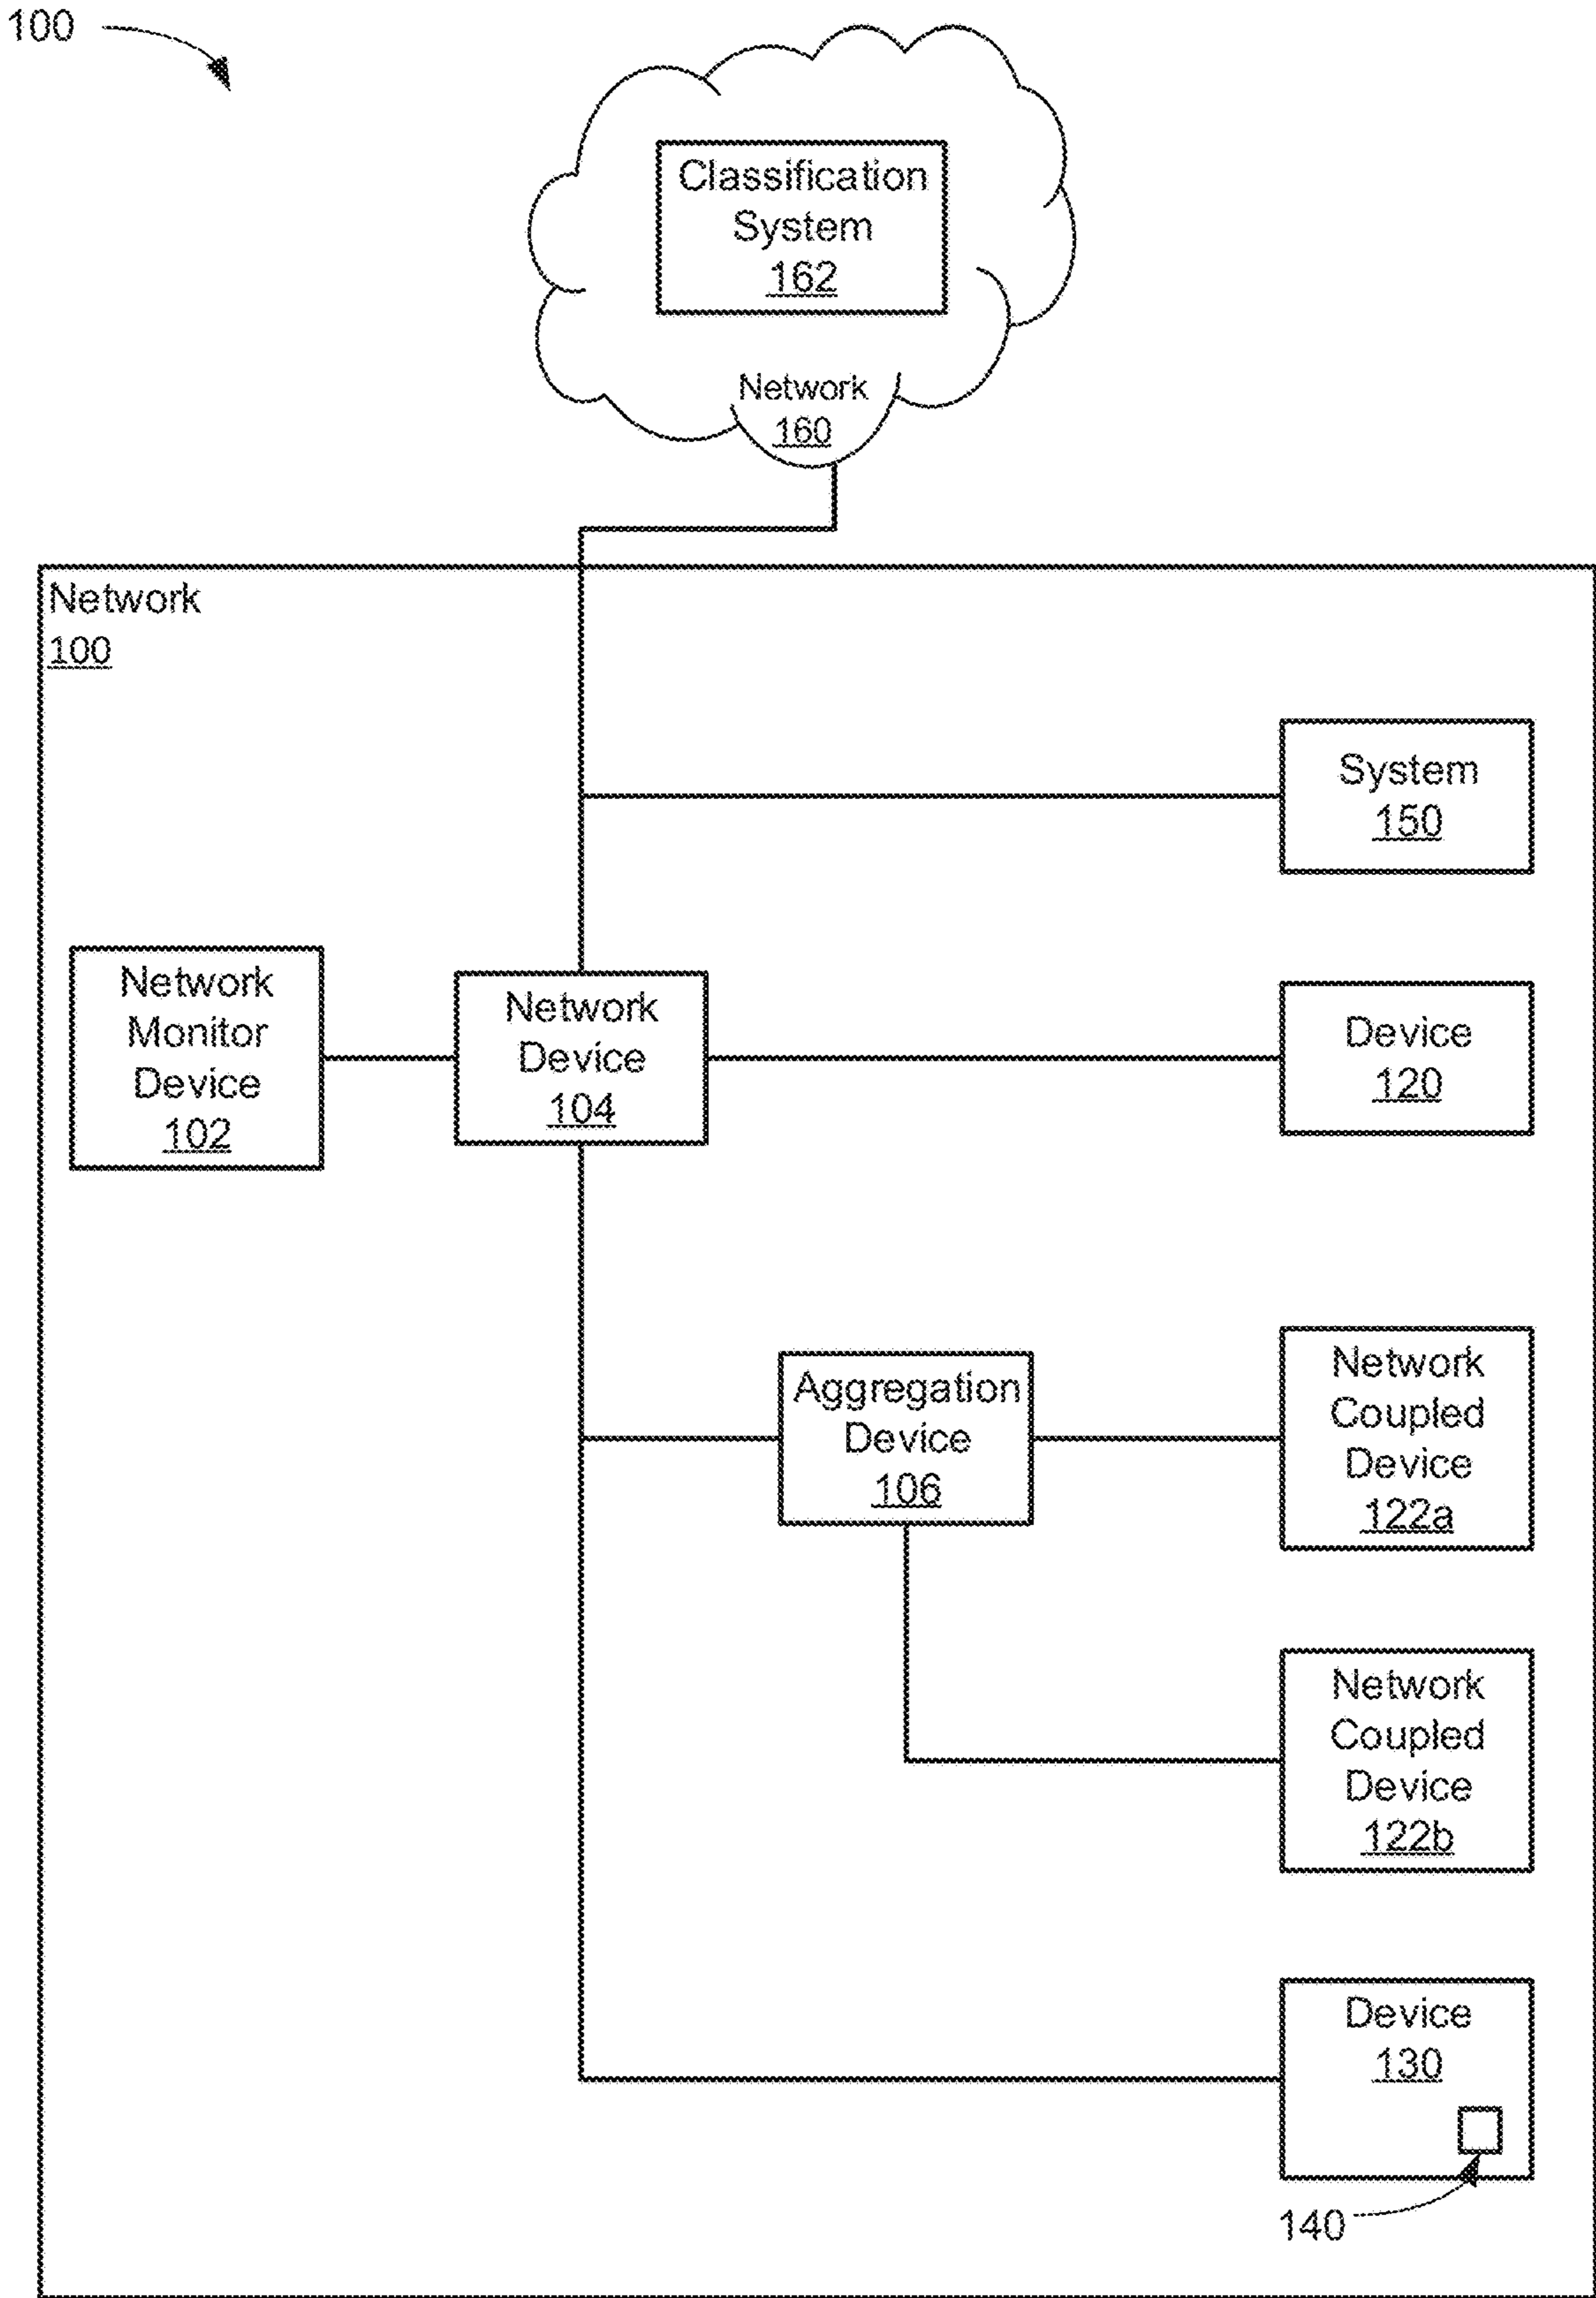 100
Classification
System
162
Network
160
Network
100
System
150
Network
Monitor
Device
102
Network
Device
104
Device
120
Aggregation
Device
106
Network
Coupled
Device
122a
Network
Coupled
Device
122b
Device
130
140